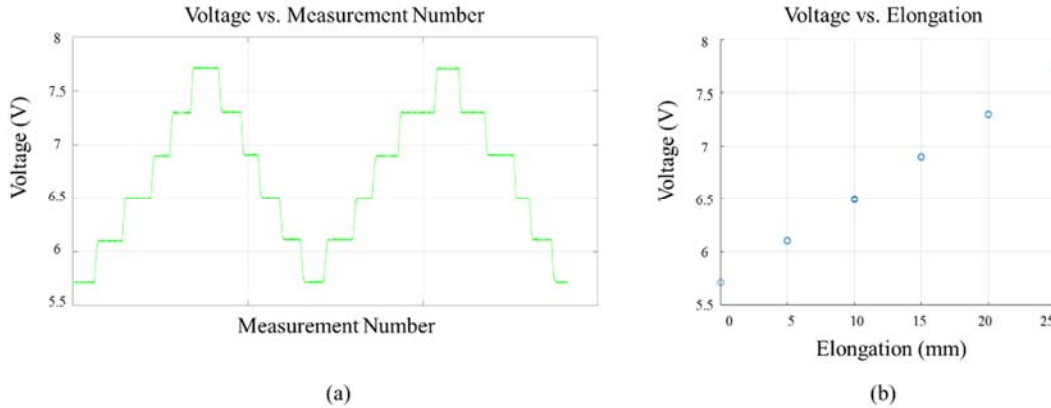 Voltage vs. Measurement Number
Voltage (V)
8
7.5
7
6.5
6
5.5
Measurement Number
(a)
Voltage vs. Elongation
Voltage (V)
8
7.5
7
6.5
6
5.5
0 5 10 15 20 25
Elongation (mm)
(b)